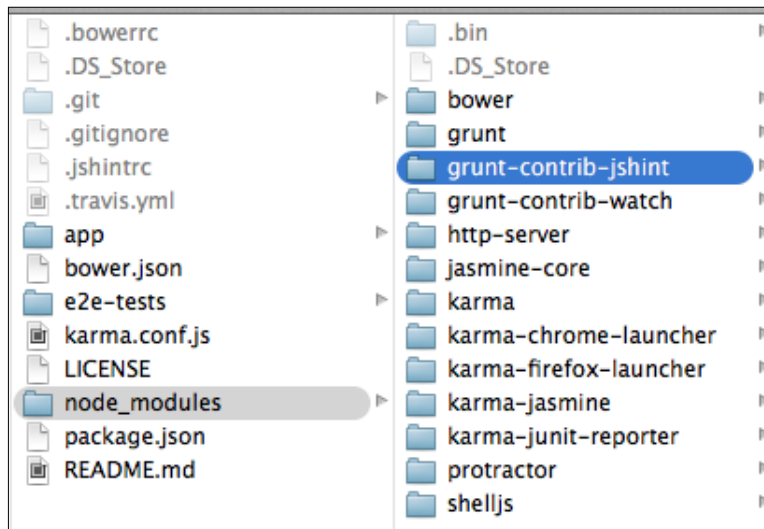 .bowerrc
.DS_Store
.git
.gitignore
.jshintrc
.travis.yml
app
bower.json
e2e-tests
karma.conf.js
LICENSE
node_modules
package.json
README.md
.bin
.DS_Store
bower
grunt
grunt-contrib-jshint
grunt-contrib-watch
http-server
jasmine-core
karma
karma-chrome-launcher
karma-firefox-launcher
karma-jasmine
karma-junit-reporter
protractor
shelljs